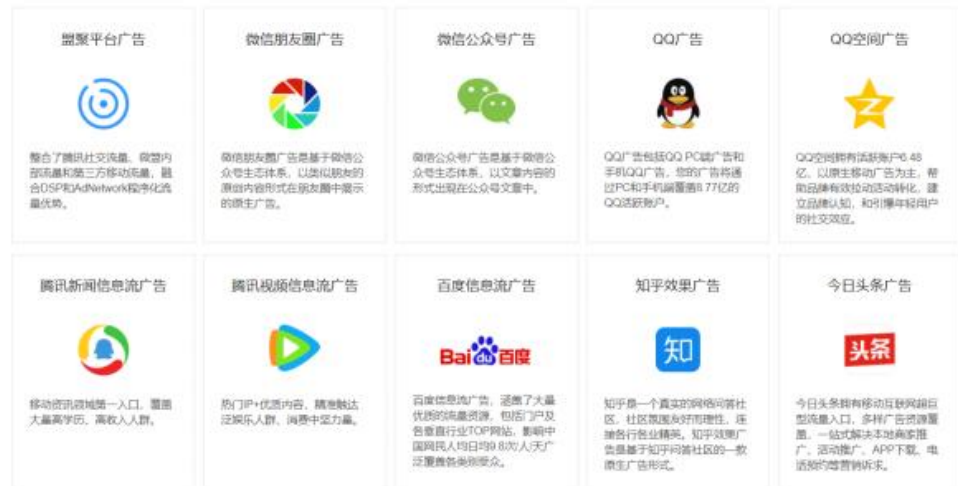 盟聚平台广告
微信朋友圈广告
微信公众号广告
QQ广告
QQ空间广告
整合了腾讯社交流量、微盟内
部流量和第三方移动流量，融
合DSP和AdNetwork程序化流
量优势。
微信朋友圈广告是基于微信公
众号生态体系，以类似朋友的
原创内容形式在朋友圈中展示
的原生广告。
微信公众号广告是基于微信公
众号生态体系，以文章内容的
形式出现在公众号文章中。
QQ广告包括QQ PC端广告和
手机QQ广告，您的广告将通
过PC和手机端覆盖8.77亿的
QQ活跃账户。
QQ空间拥有活跃账户6.48
亿，以原生移动广告为主，帮
助品牌有效拉动活动转化，建
立品牌认知，和引爆年轻用户
的社交效应。
腾讯新闻信息流广告
腾讯视频信息流广告
百度信息流广告
知乎效果广告
今日头条广告
Bai du 百度
知
头条
移动资讯领域第一入口，覆盖
大量高学历、高收入人群。
热门IP+优质内容，精准触达
泛娱乐人群、消费中坚力量。
百度信息流广告，涵盖了大量
优质的流量资源，包括门户及
各垂直行业TOP网站，影响中
国网民人均日均9.8次/人/天广
泛覆盖各类别受众。
知乎是一个真实的网络问答社
区，社区氛围友好而理性，连
接各行各业精英。知乎效果广
告是基于知乎问答社区的一款
原生广告形式。
今日头条拥有移动互联网超巨
型流量入口，多样广告资源覆
盖，一站式解决本地商家推
广、活动推广、APP下载、电
话预约等营销诉求。